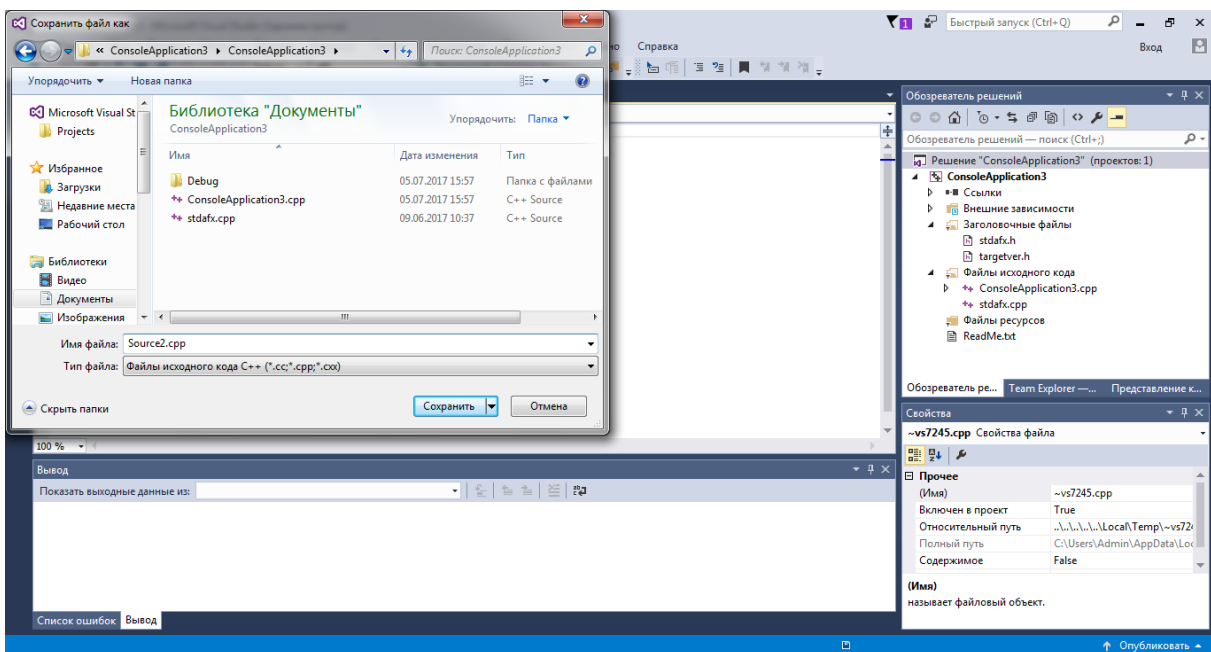 Сохранить файл как
« ConsoleApplication3 ▸ ConsoleApplication3 ▸
Поиск: ConsoleApplication3
Упорядочить
Новая папка
Microsoft Visual St
Projects
Избранное
Загрузки
Недавние места
Рабочий стол
Библиотеки
Видео
Документы
Изображения
Библиотека "Документы"
ConsoleApplication3
Упорядочить: Папка
Имя Дата изменения Тип
Debug 05.07.2017 15:57 Папка с файлами
ConsoleApplication3.cpp 05.07.2017 15:57 C++ Source
stdafx.cpp 09.06.2017 10:37 C++ Source
Имя файла: Source2.cpp
Тип файла: Файлы исходного кода C++ (*.cc;*.cpp;*.cxx)
Скрыть папки
Сохранить
Отмена
1
Быстрый запуск (Ctrl+Q)
Справка
Вход
Обозреватель решений
Обозреватель решений — поиск (Ctrl+;)
Решение "ConsoleApplication3" (проектов: 1)
ConsoleApplication3
Ссылки
Внешние зависимости
Заголовочные файлы
stdafx.h
targetver.h
Файлы исходного кода
ConsoleApplication3.cpp
stdafx.cpp
Файлы ресурсов
ReadMe.txt
Обозреватель ре... Team Explorer —... Представление к...
Свойства
~vs7245.cpp Свойства файла
Прочее
(Имя) ~vs7245.cpp
Включен в проект True
Относительный путь ..\..\..\..\..\Local\Temp\~vs724
Полный путь C:\Users\Admin\AppData\Loc
Содержимое False
(Имя)
называет файловый объект.
100 %
Вывод
Показать выходные данные из:
Список ошибок Вывод
Опубликовать